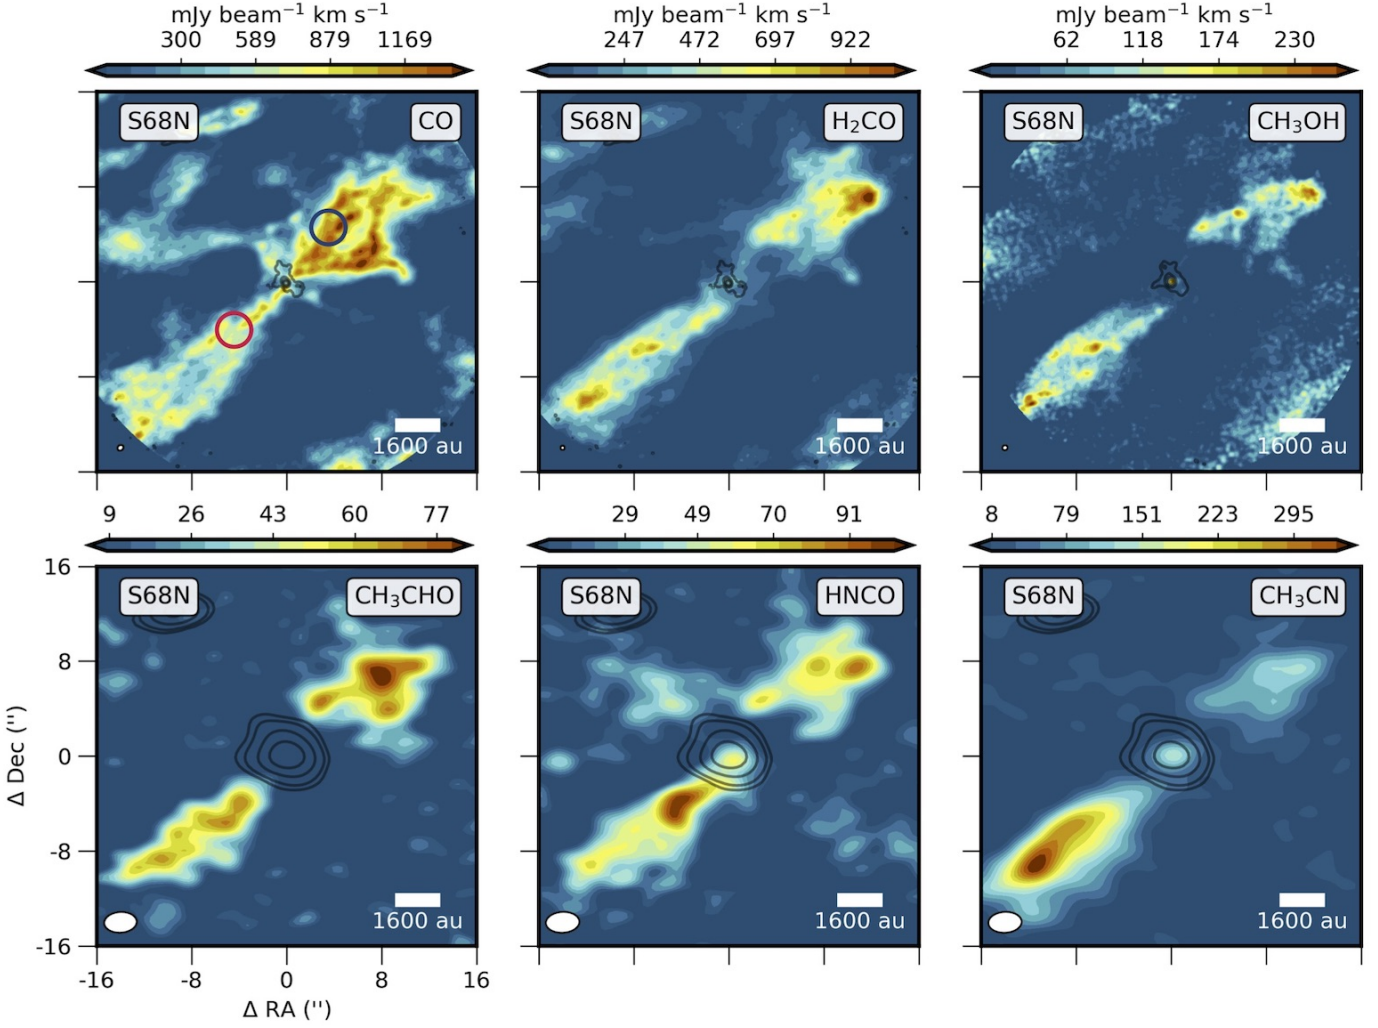 mJy beam⁻¹ km s⁻¹ mJy beam⁻¹ km s⁻¹ mJy beam⁻¹ km s⁻¹
300 589 879 1169 247 472 697 922 62 118 174 230
S68N CO S68N H₂CO S68N CH₃OH
1600 au 1600 au 1600 au
9 26 43 60 77 29 49 70 91 8 79 151 223 295
16
S68N CH₃CHO S68N HNCO S68N CH₃CN
8
0
-8
1600 au 1600 au 1600 au
-16
Δ Dec ('')
-16 -8 0 8 16
Δ RA ('')